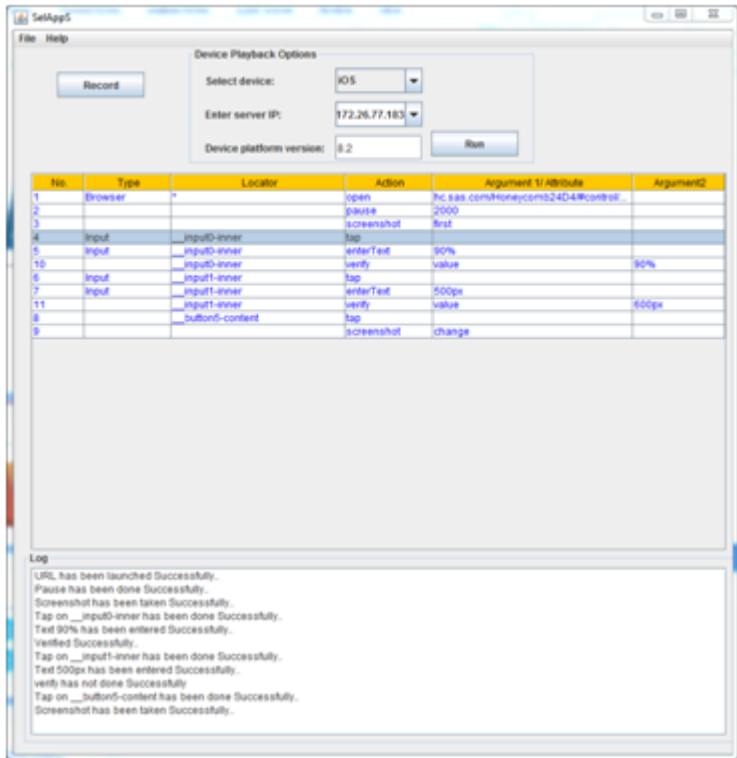 SelAppS
File Help
Device Playback Options
Record
Select device: iOS
Enter server IP: 172.26.77.183
Device platform version: 8.2
Run
No. Type Locator Action Argument 1/ Attribute Argument2
1 Browser * open hc.sas.com/Honeycomb24D4/#control/...
2 pause 2000
3 screenshot first
4 Input __input0-inner tap
5 Input __input0-inner enterText 90%
10 __input0-inner verify value 90%
6 Input __input1-inner tap
7 Input __input1-inner enterText 500px
11 __input1-inner verify value 600px
8 __button5-content tap
9 screenshot change
Log
URL has been launched Successfully..
Pause has been done Successfully..
Screenshot has been taken Successfully..
Tap on __input0-inner has been done Successfully..
Text 90% has been entered Successfully..
Verified Successfully..
Tap on __input1-inner has been done Successfully..
Text 500px has been entered Successfully..
verify has not done Successfully
Tap on __button5-content has been done Successfully..
Screenshot has been taken Successfully..